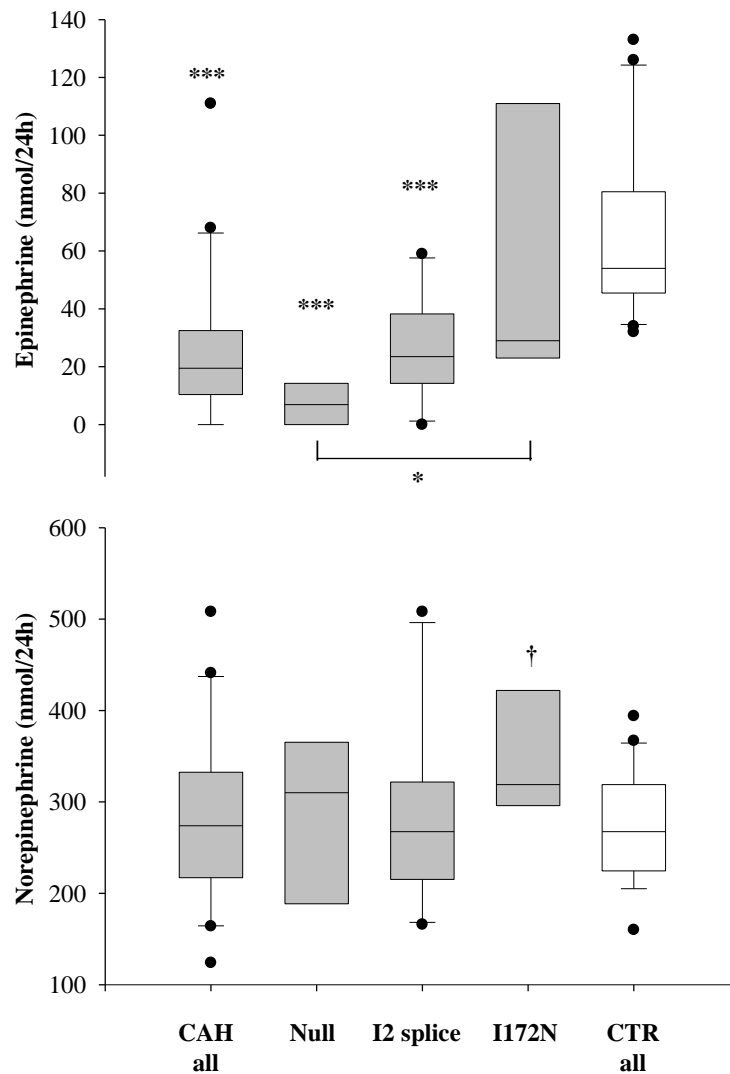 140
120
100
80
60
40
20
0
Epinephrine (nmol/24h)
***
***
***
*
600
500
400
300
200
100
Norepinephrine (nmol/24h)
†
CAH all
Null
I2 splice
I172N
CTR all